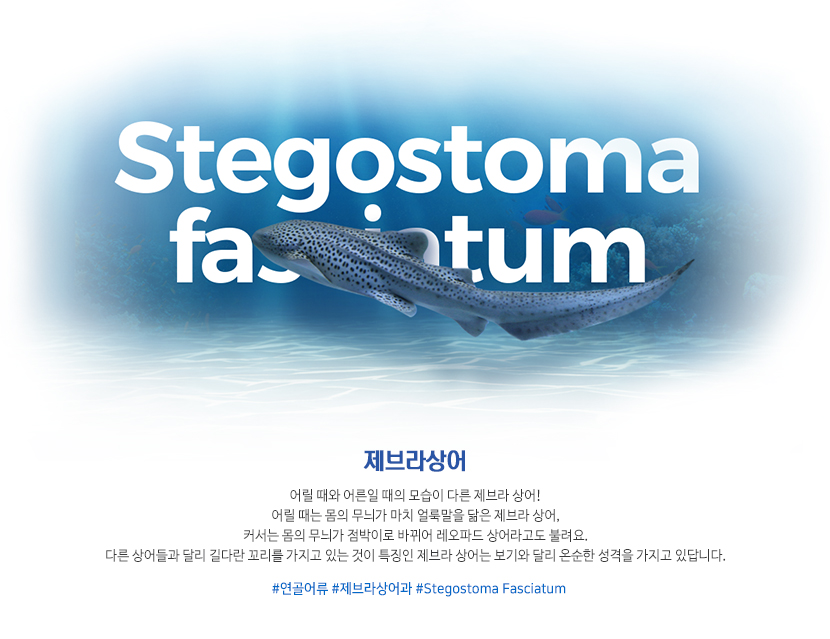 Stegostoma
fasciatum
제브라상어
어릴 때와 어른일 때의 모습이 다른 제브라 상어!
어릴 때는 몸의 무늬가 마치 얼룩말을 닮은 제브라 상어,
커서는 몸의 무늬가 점박이로 바뀌어 레오파드 상어라고도 불려요.
다른 상어들과 달리 길다란 꼬리를 가지고 있는 것이 특징인 제브라 상어는 보기와 달리 온순한 성격을 가지고 있답니다.
#연골어류 #제브라상어과 #Stegostoma Fasciatum